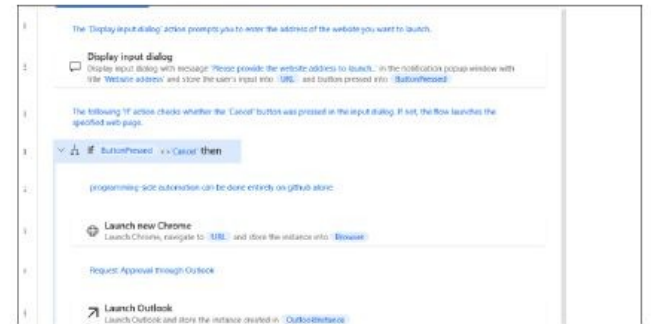 The 'Display input dialog' action prompts you to enter the address of the website you want to launch.
Display input dialog
Display input dialog with message 'Please provide the website address to launch...' in the notification popup window with
title 'Website address' and store the user's input into URL and button pressed into ButtonPressed
The following 'If' action checks whether the 'Cancel' button was pressed in the input dialog. If not, the flow launches the
specified web page.
If ButtonPressed <> 'Cancel' then
programming-side automation can be done entirely on github alone
Launch new Chrome
Launch Chrome, navigate to URL and store the instance into Browser
Request Approval through Outlook
Launch Outlook
Launch Outlook and store the instance created in OutlookInstance